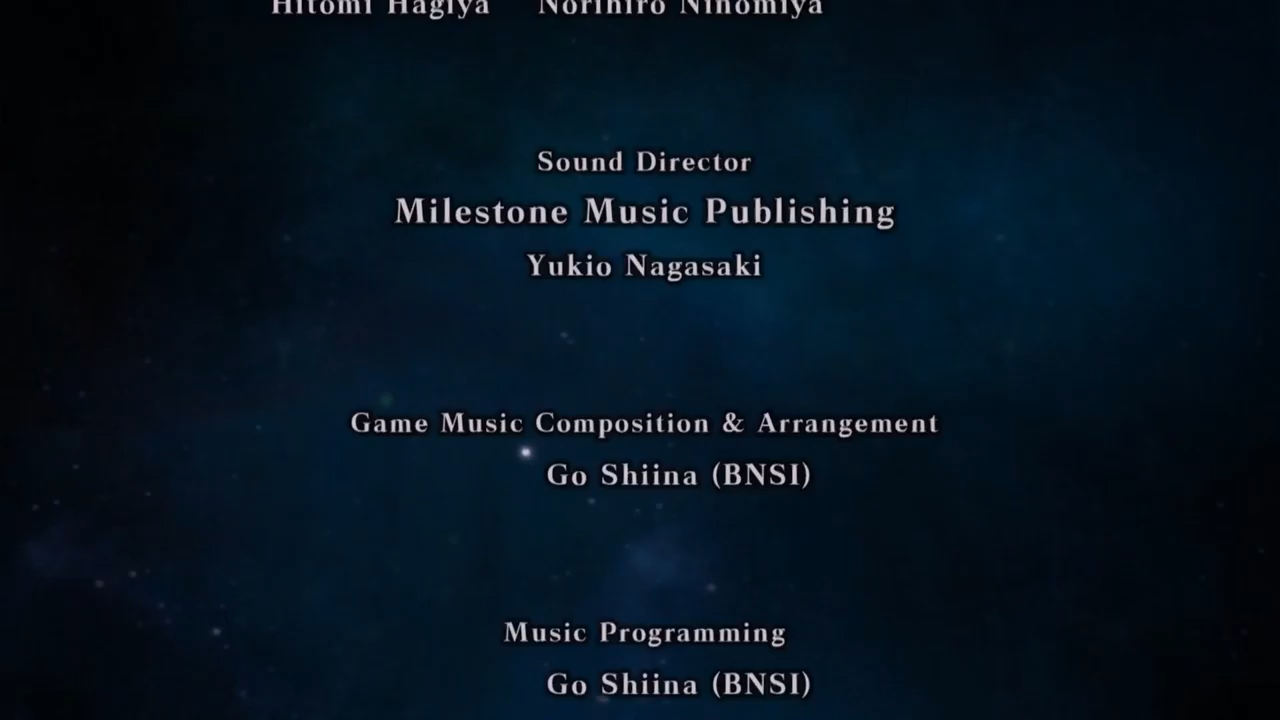 Hitomi Hagiya Norihiro Ninomiya
Sound Director
Milestone Music Publishing
Yukio Nagasaki
Game Music Composition & Arrangement
Go Shiina (BNSI)
Music Programming
Go Shiina (BNSI)